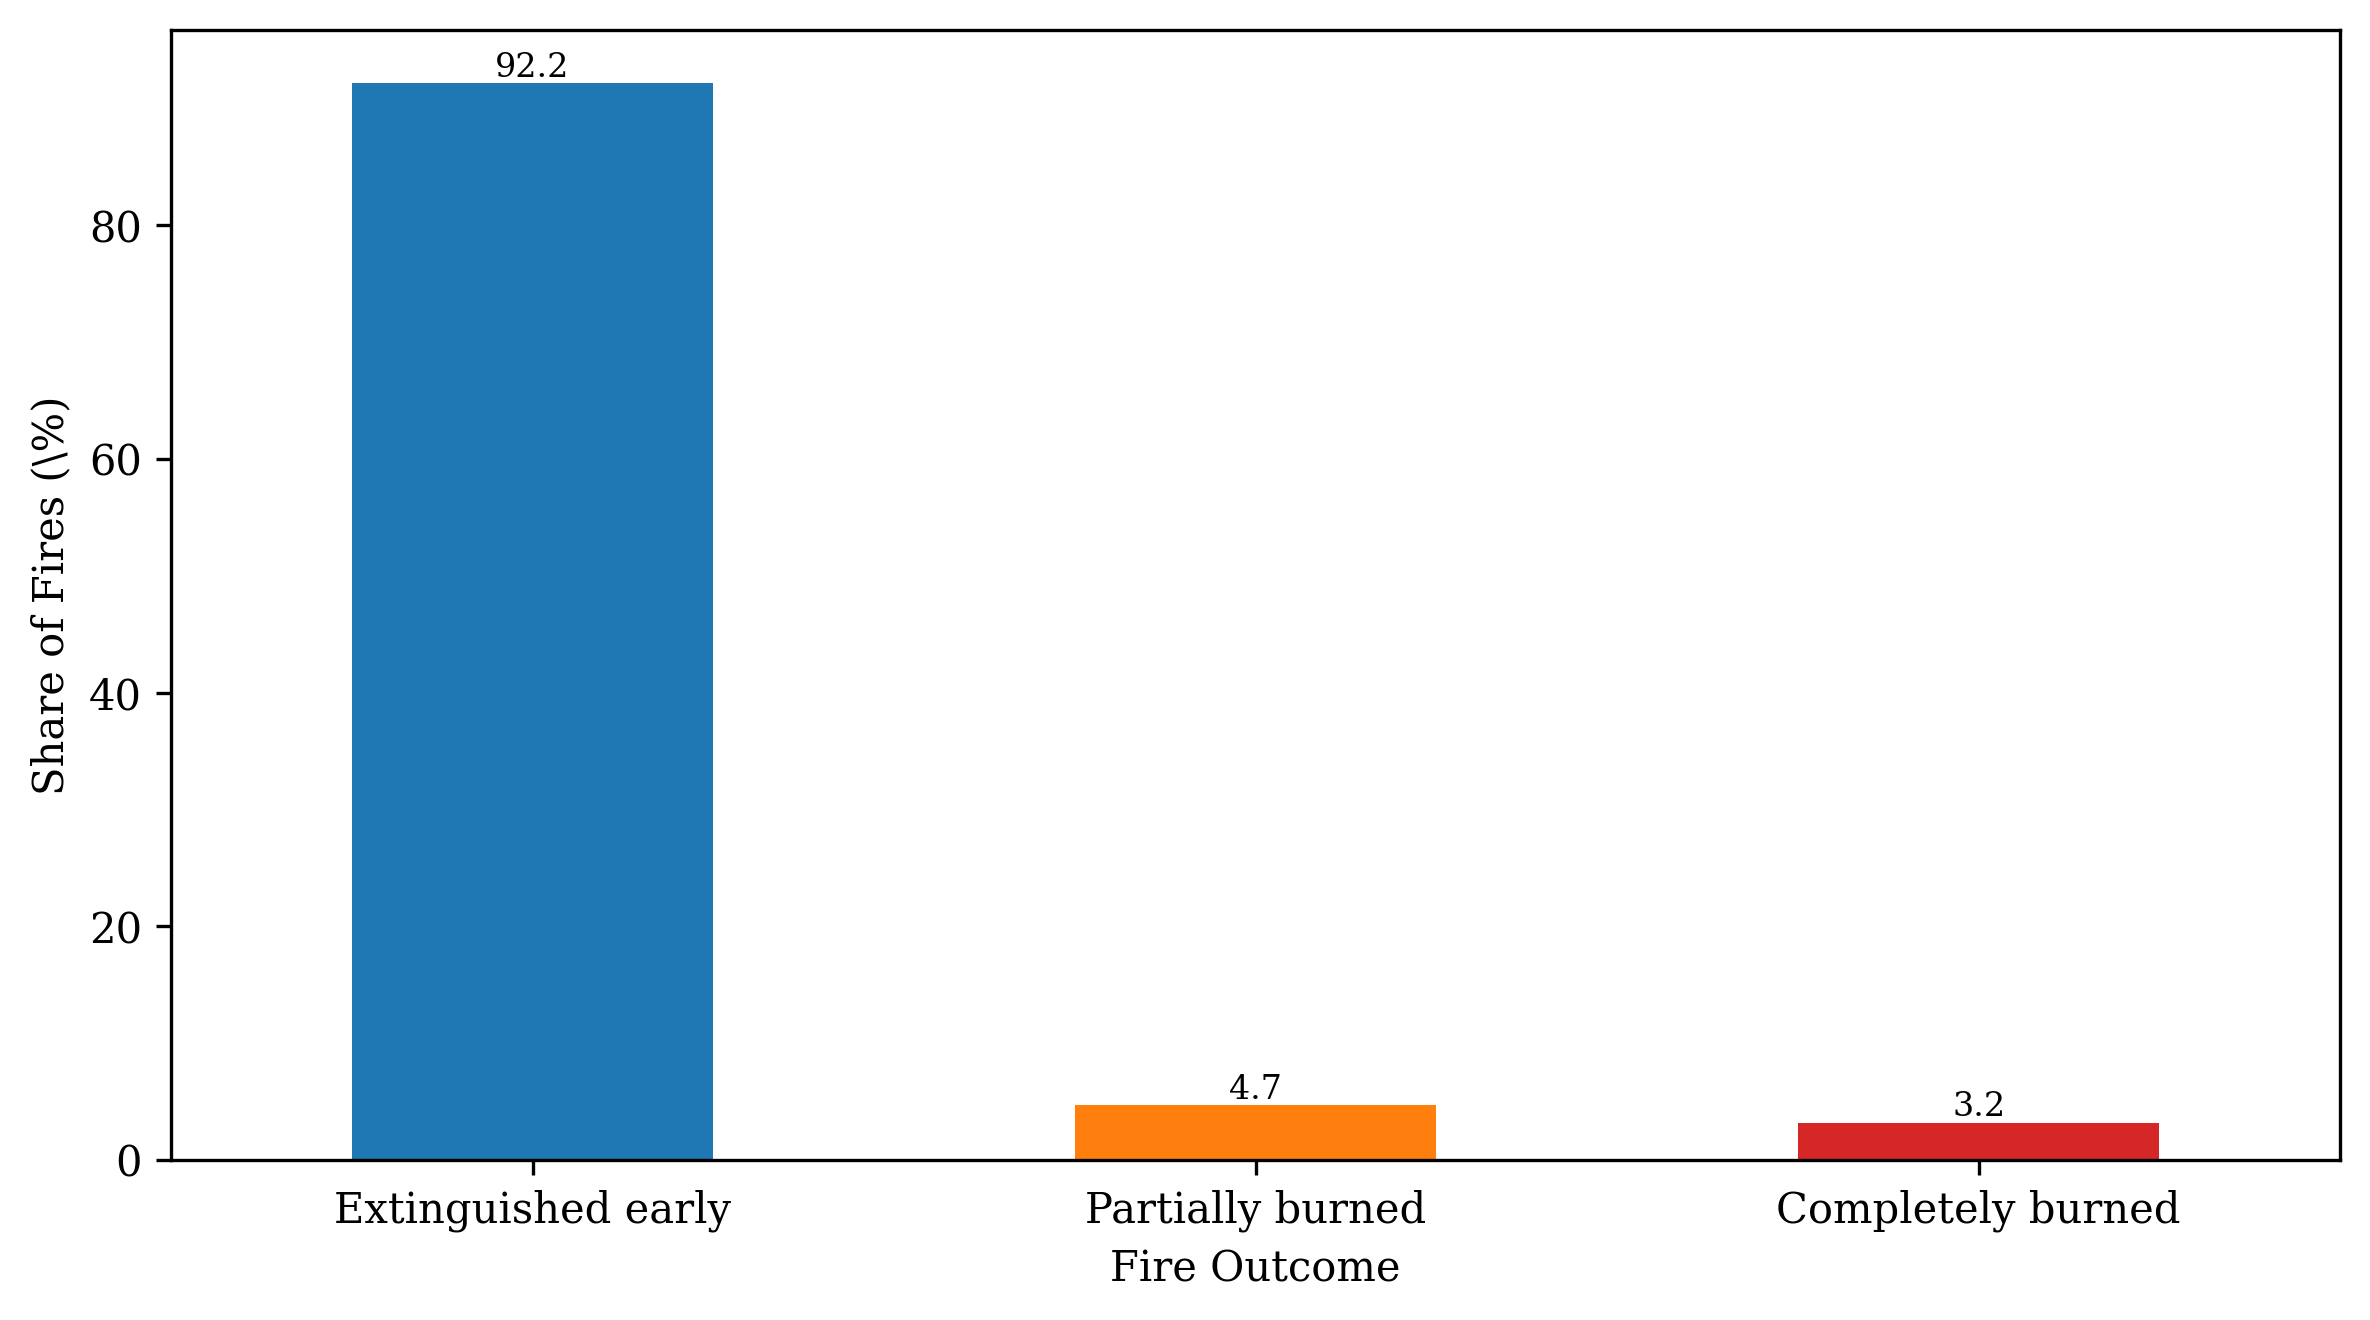 92.2
80
60
40
20
0
Share of Fires (\%)
4.7
3.2
Extinguished early
Partially burned
Completely burned
Fire Outcome